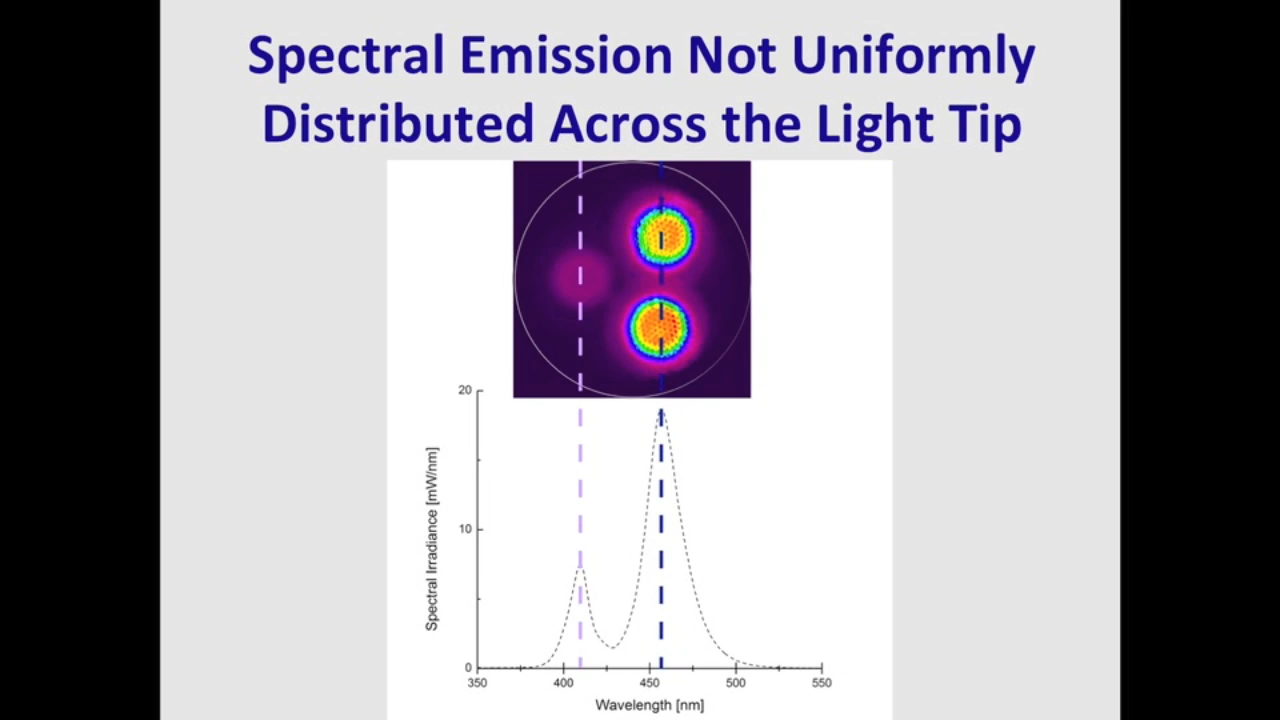 Spectral Emission Not Uniformly
Distributed Across the Light Tip
20
10
0
Spectral Irradiance [mW/nm]
350 400 450 500 550
Wavelength [nm]